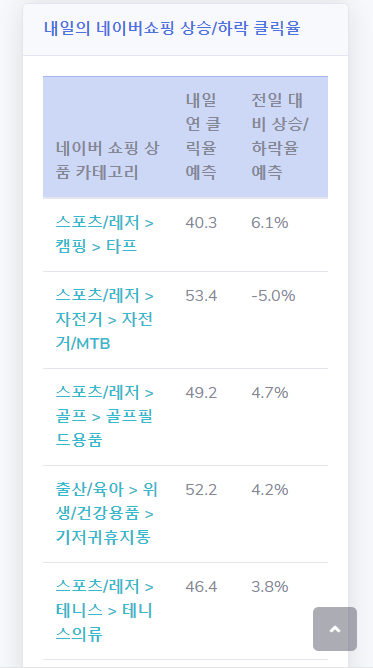 내일의 네이버쇼핑 상승/하락 클릭율
네이버 쇼핑 상
품 카테고리
내일
연 클
릭율
예측
전일 대
비 상승/
하락율
예측
스포츠/레저 >
캠핑 > 타프
40.3
6.1%
스포츠/레저 >
자전거 > 자전
거/MTB
53.4
-5.0%
스포츠/레저 >
골프 > 골프필
드용품
49.2
4.7%
출산/육아 > 위
생/건강용품 >
기저귀휴지통
52.2
4.2%
스포츠/레저 >
테니스 > 테니
스의류
46.4
3.8%